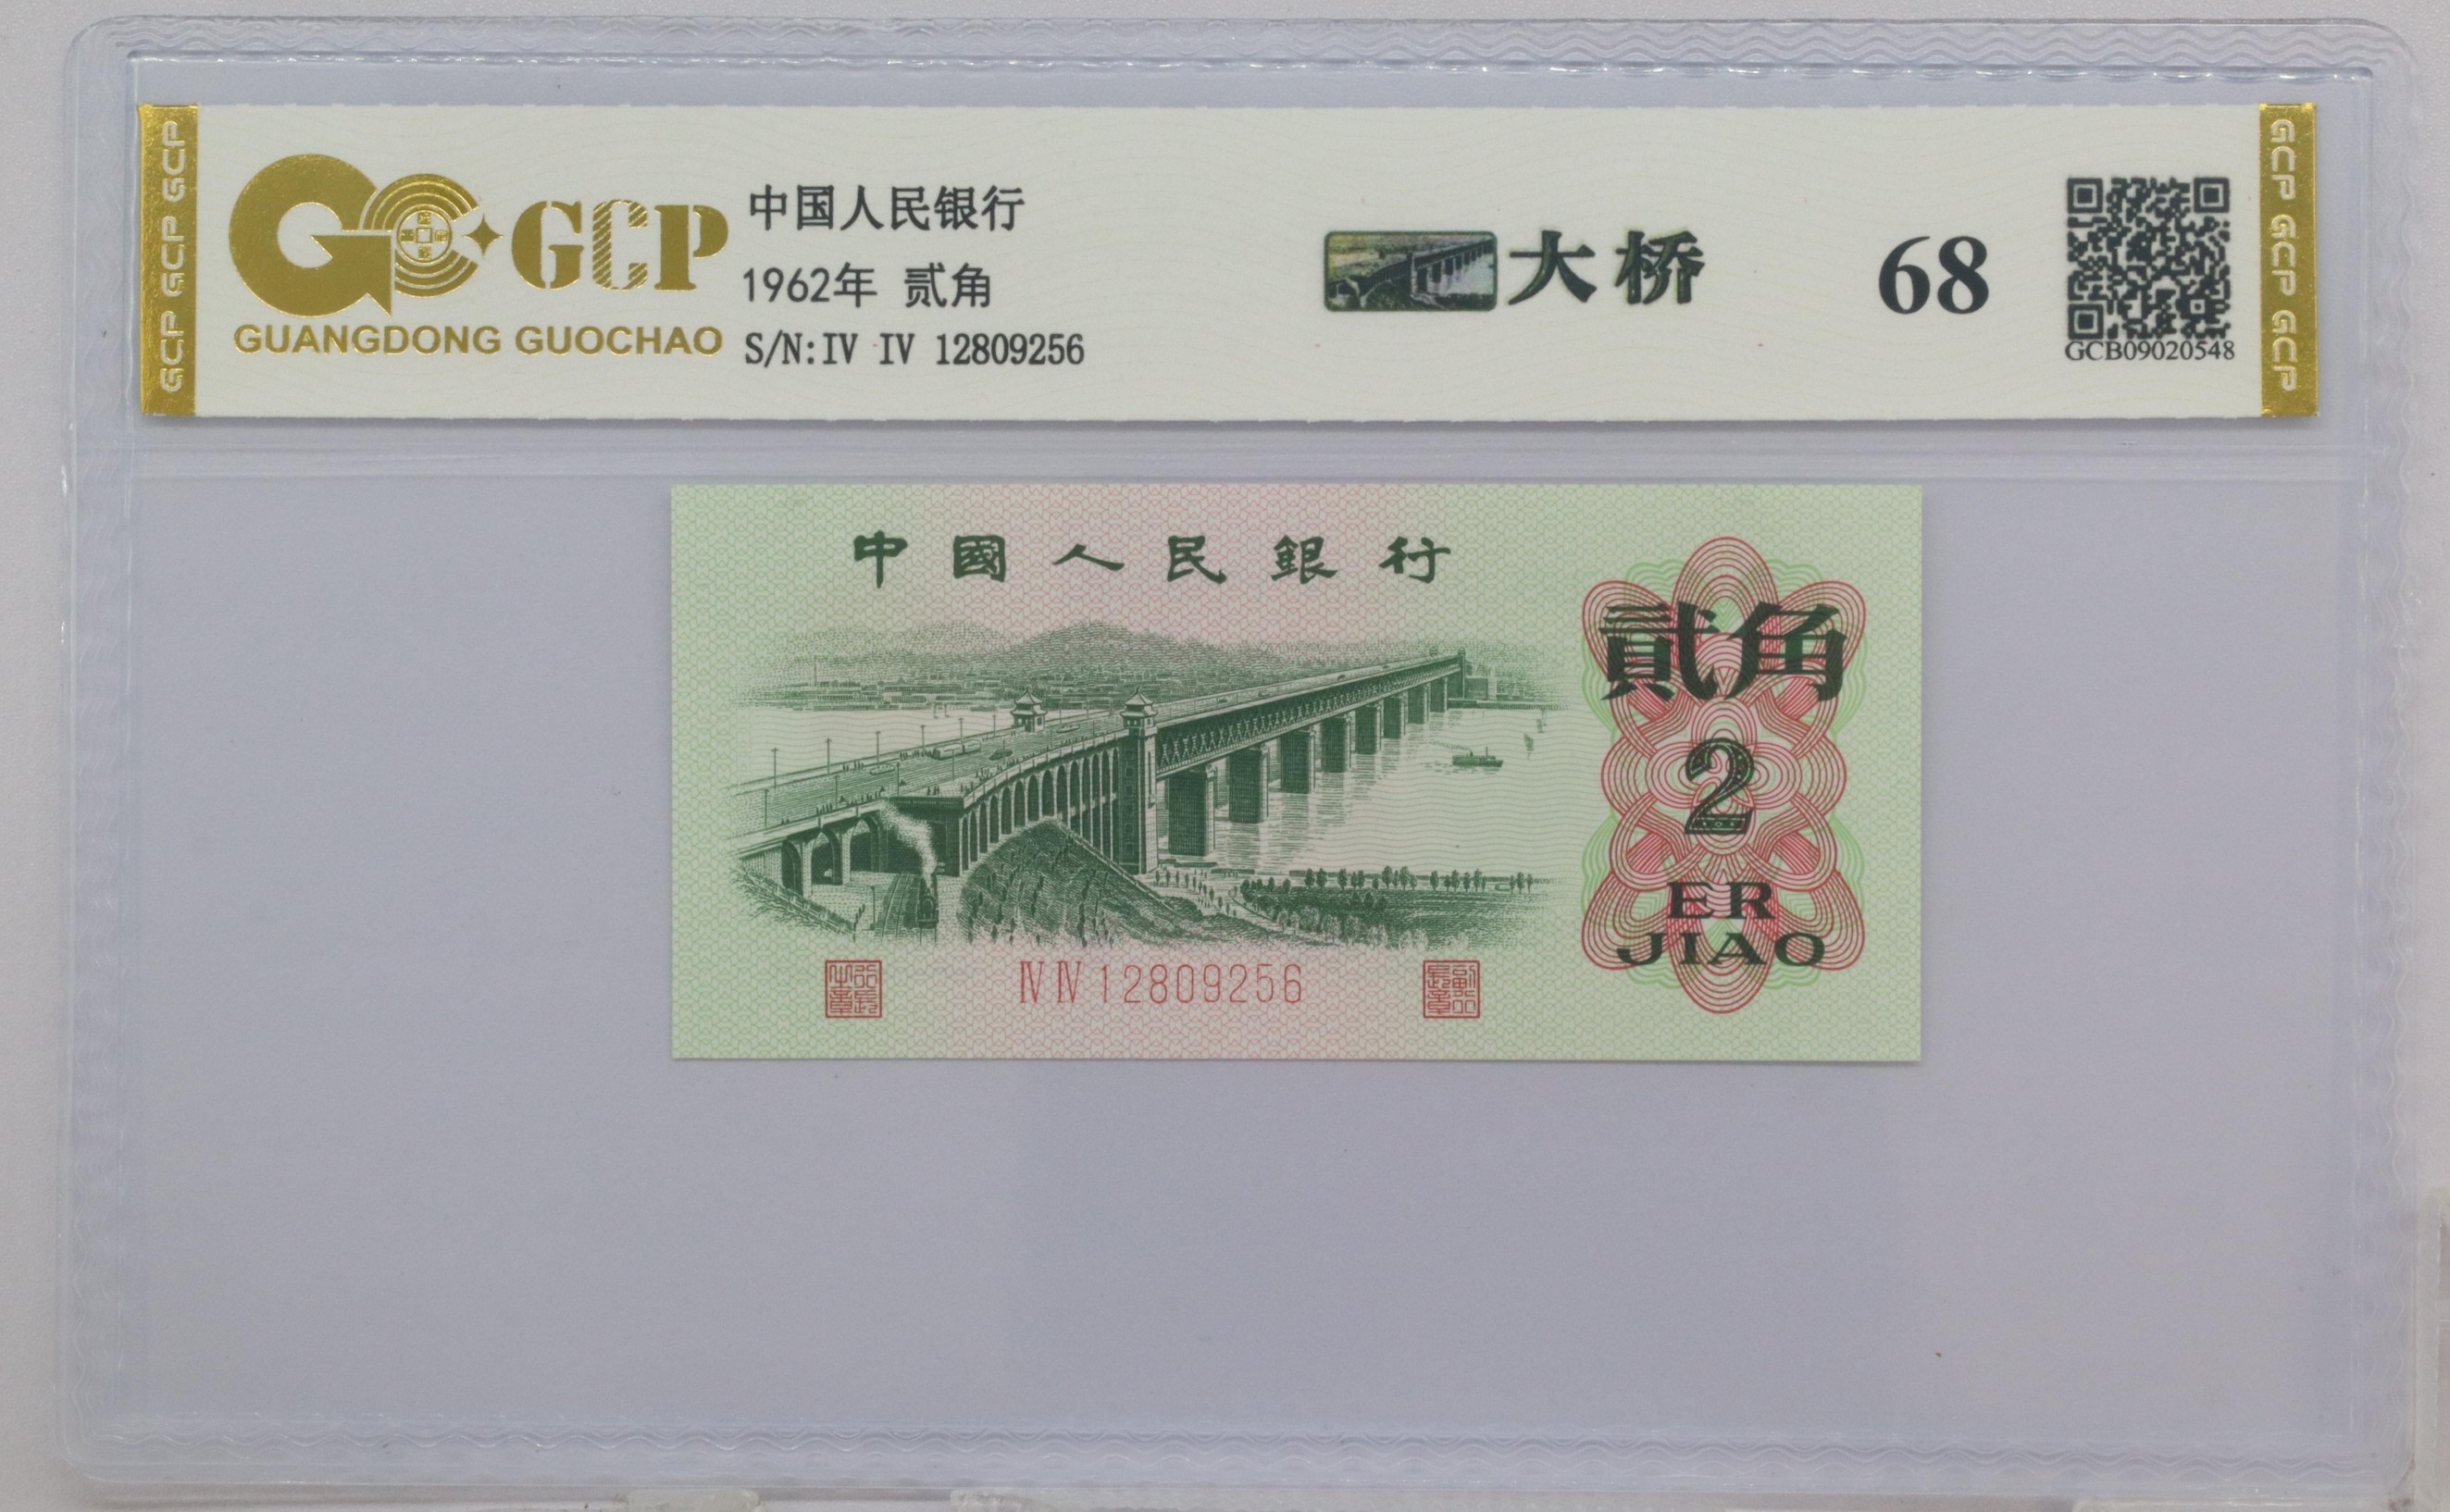 GCP GCP GCP
GCP
GUANGDONG GUOCHAO
中国人民银行
1962年 贰角
S/N:IV IV 12809256
大桥
68
GCB09020548
GCP GCP GCP
中國人民銀行
貳角
2
ER
JIAO
IV IV 12809256